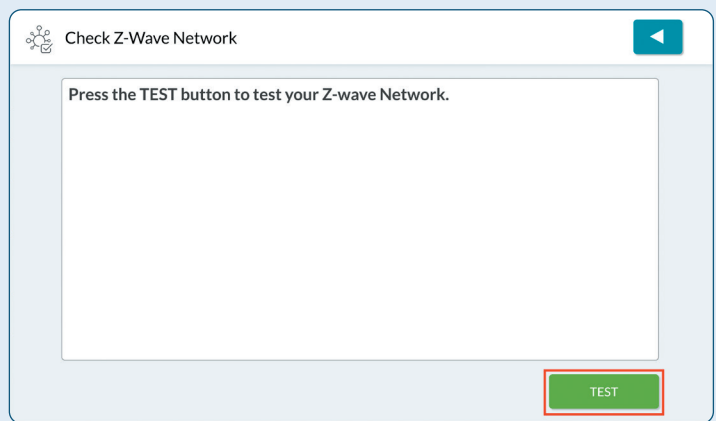 Check Z-Wave Network
Press the TEST button to test your Z-wave Network.
TEST